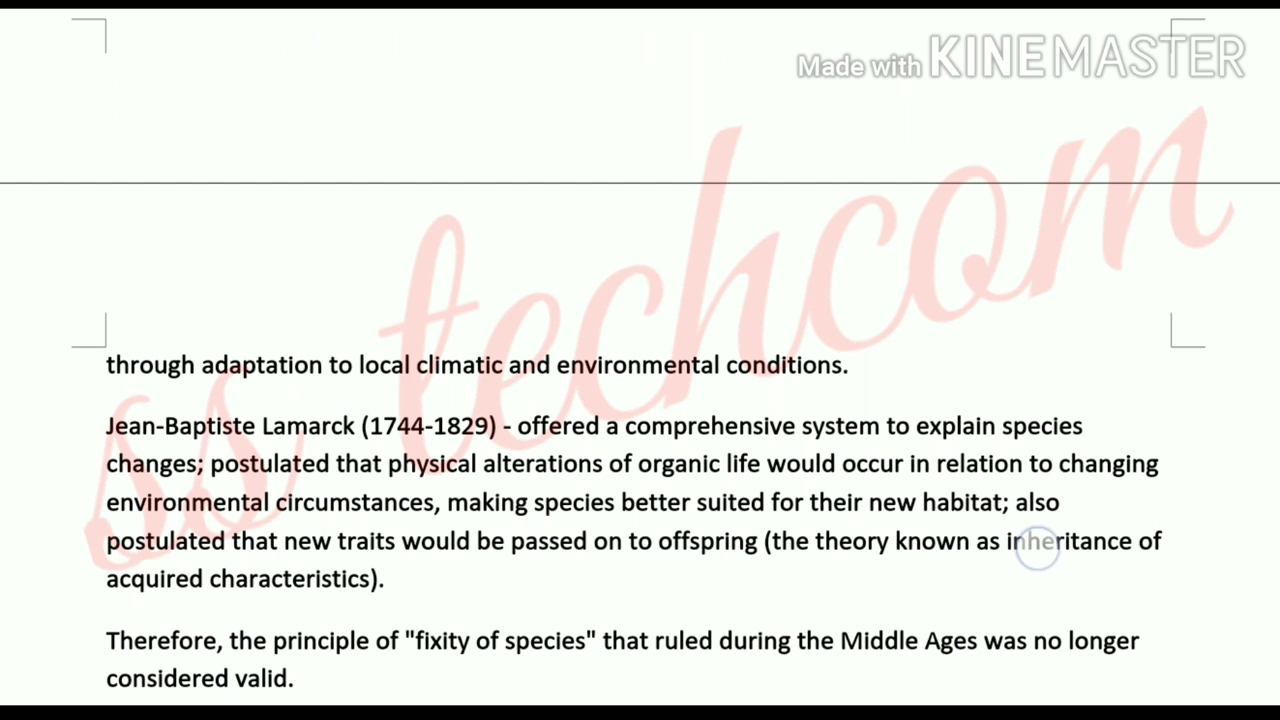 Made with KINEMASTER
ss techcom
through adaptation to local climatic and environmental conditions.
Jean-Baptiste Lamarck (1744-1829) - offered a comprehensive system to explain species
changes; postulated that physical alterations of organic life would occur in relation to changing
environmental circumstances, making species better suited for their new habitat; also
postulated that new traits would be passed on to offspring (the theory known as inheritance of
acquired characteristics).
Therefore, the principle of "fixity of species" that ruled during the Middle Ages was no longer
considered valid.